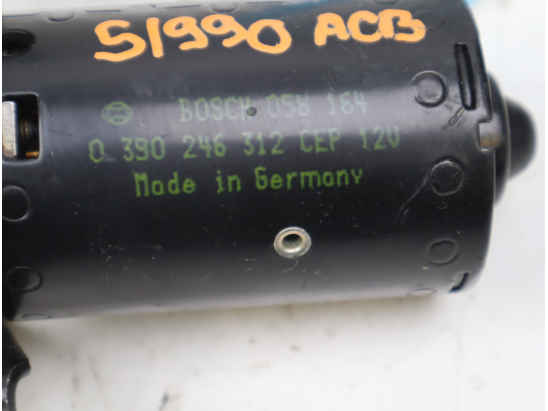 51990 ACB
BOSCH 058 164
0 390 246 312 CEP 12V
Made in Germany